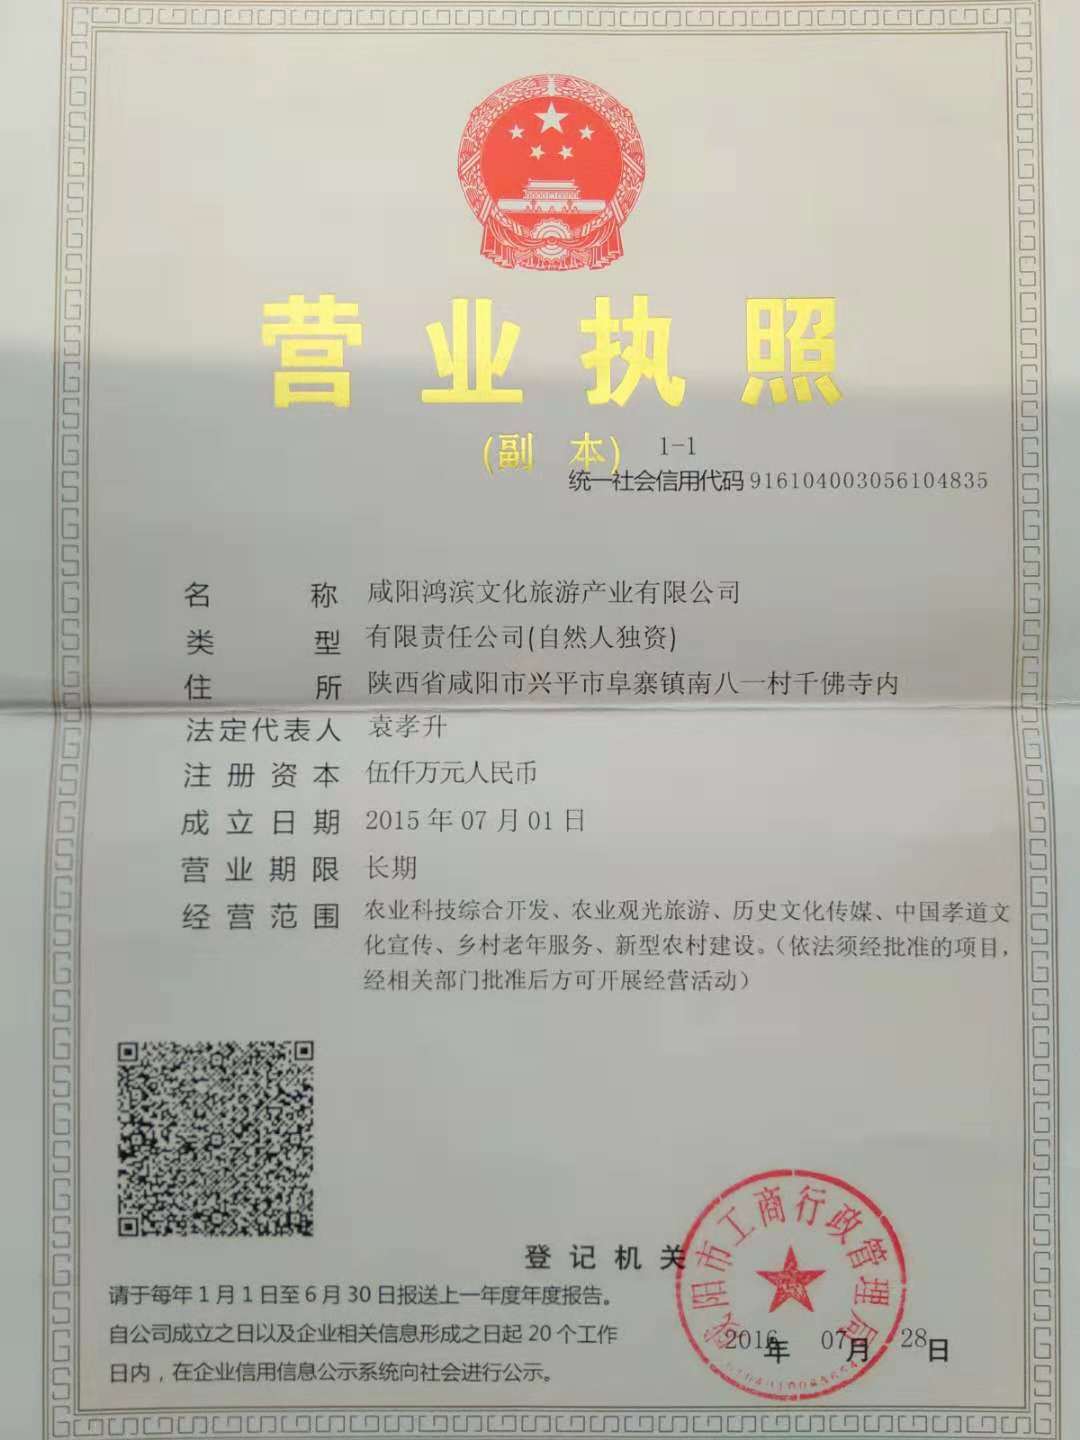 营业执照
(副 本) 1-1
统一社会信用代码 916104003056104835
名称 咸阳鸿滨文化旅游产业有限公司
类型 有限责任公司(自然人独资)
住所 陕西省咸阳市兴平市阜寨镇南八一村千佛寺内
法定代表人 袁孝升
注册资本 伍仟万元人民币
成立日期 2015年07月01日
营业期限 长期
经营范围 农业科技综合开发、农业观光旅游、历史文化传媒、中国孝道文
化宣传、乡村老年服务、新型农村建设。（依法须经批准的项目，
经相关部门批准后方可开展经营活动）
登记机关
咸阳市工商行政管理局
请于每年1月1日至6月30日报送上一年度年度报告。
自公司成立之日以及企业相关信息形成之日起20个工作
日内，在企业信用信息公示系统向社会进行公示。
2016年07月28日